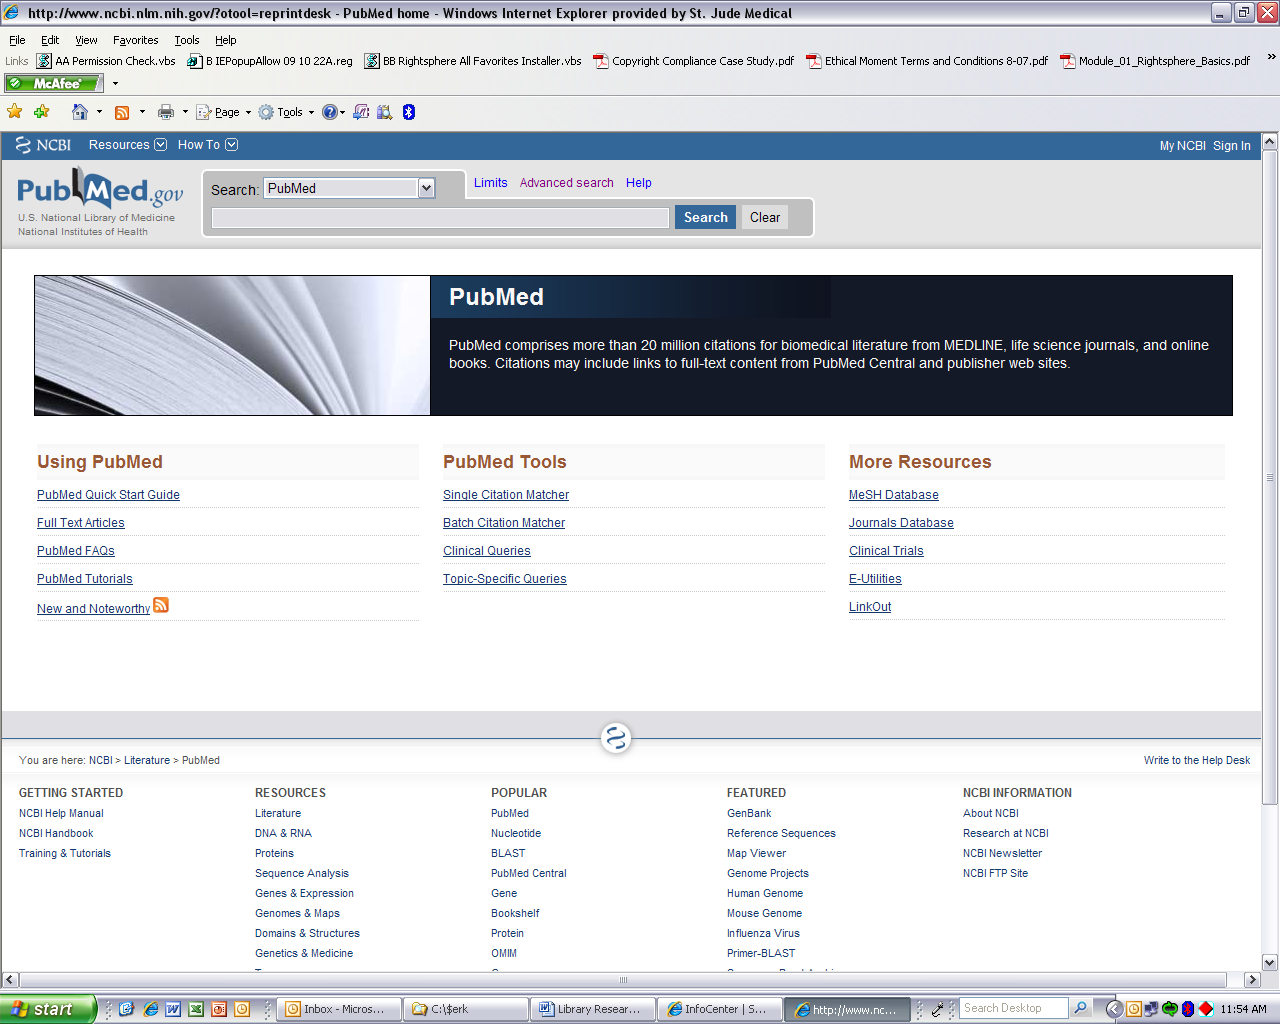 http://www.ncbi.nlm.nih.gov/?otool=reprintdesk - PubMed home - Windows Internet Explorer provided by St. Jude Medical
File Edit View Favorites Tools Help
Links AA Permission Check.vbs B IEPopupAllow 09 10 22A.reg BB Rightsphere All Favorites Installer.vbs Copyright Compliance Case Study.pdf Ethical Moment Terms and Conditions 8-07.pdf Module_01_Rightsphere_Basics.pdf »
McAfee
Page Tools
NCBI Resources How To My NCBI Sign In
PubMed.gov
U.S. National Library of Medicine
National Institutes of Health
Search: PubMed
Limits Advanced search Help
Search Clear
PubMed
PubMed comprises more than 20 million citations for biomedical literature from MEDLINE, life science journals, and online
books. Citations may include links to full-text content from PubMed Central and publisher web sites.
Using PubMed
PubMed Quick Start Guide
Full Text Articles
PubMed FAQs
PubMed Tutorials
New and Noteworthy
PubMed Tools
Single Citation Matcher
Batch Citation Matcher
Clinical Queries
Topic-Specific Queries
More Resources
MeSH Database
Journals Database
Clinical Trials
E-Utilities
LinkOut
You are here: NCBI > Literature > PubMed
Write to the Help Desk
GETTING STARTED
NCBI Help Manual
NCBI Handbook
Training & Tutorials
RESOURCES
Literature
DNA & RNA
Proteins
Sequence Analysis
Genes & Expression
Genomes & Maps
Domains & Structures
Genetics & Medicine
POPULAR
PubMed
Nucleotide
BLAST
PubMed Central
Gene
Bookshelf
Protein
OMIM
FEATURED
GenBank
Reference Sequences
Map Viewer
Genome Projects
Human Genome
Mouse Genome
Influenza Virus
Primer-BLAST
NCBI INFORMATION
About NCBI
Research at NCBI
NCBI Newsletter
NCBI FTP Site
start Inbox - Micros... C:\$erk Library Resear... InfoCenter | S... http://www.nc... Search Desktop 11:54 AM